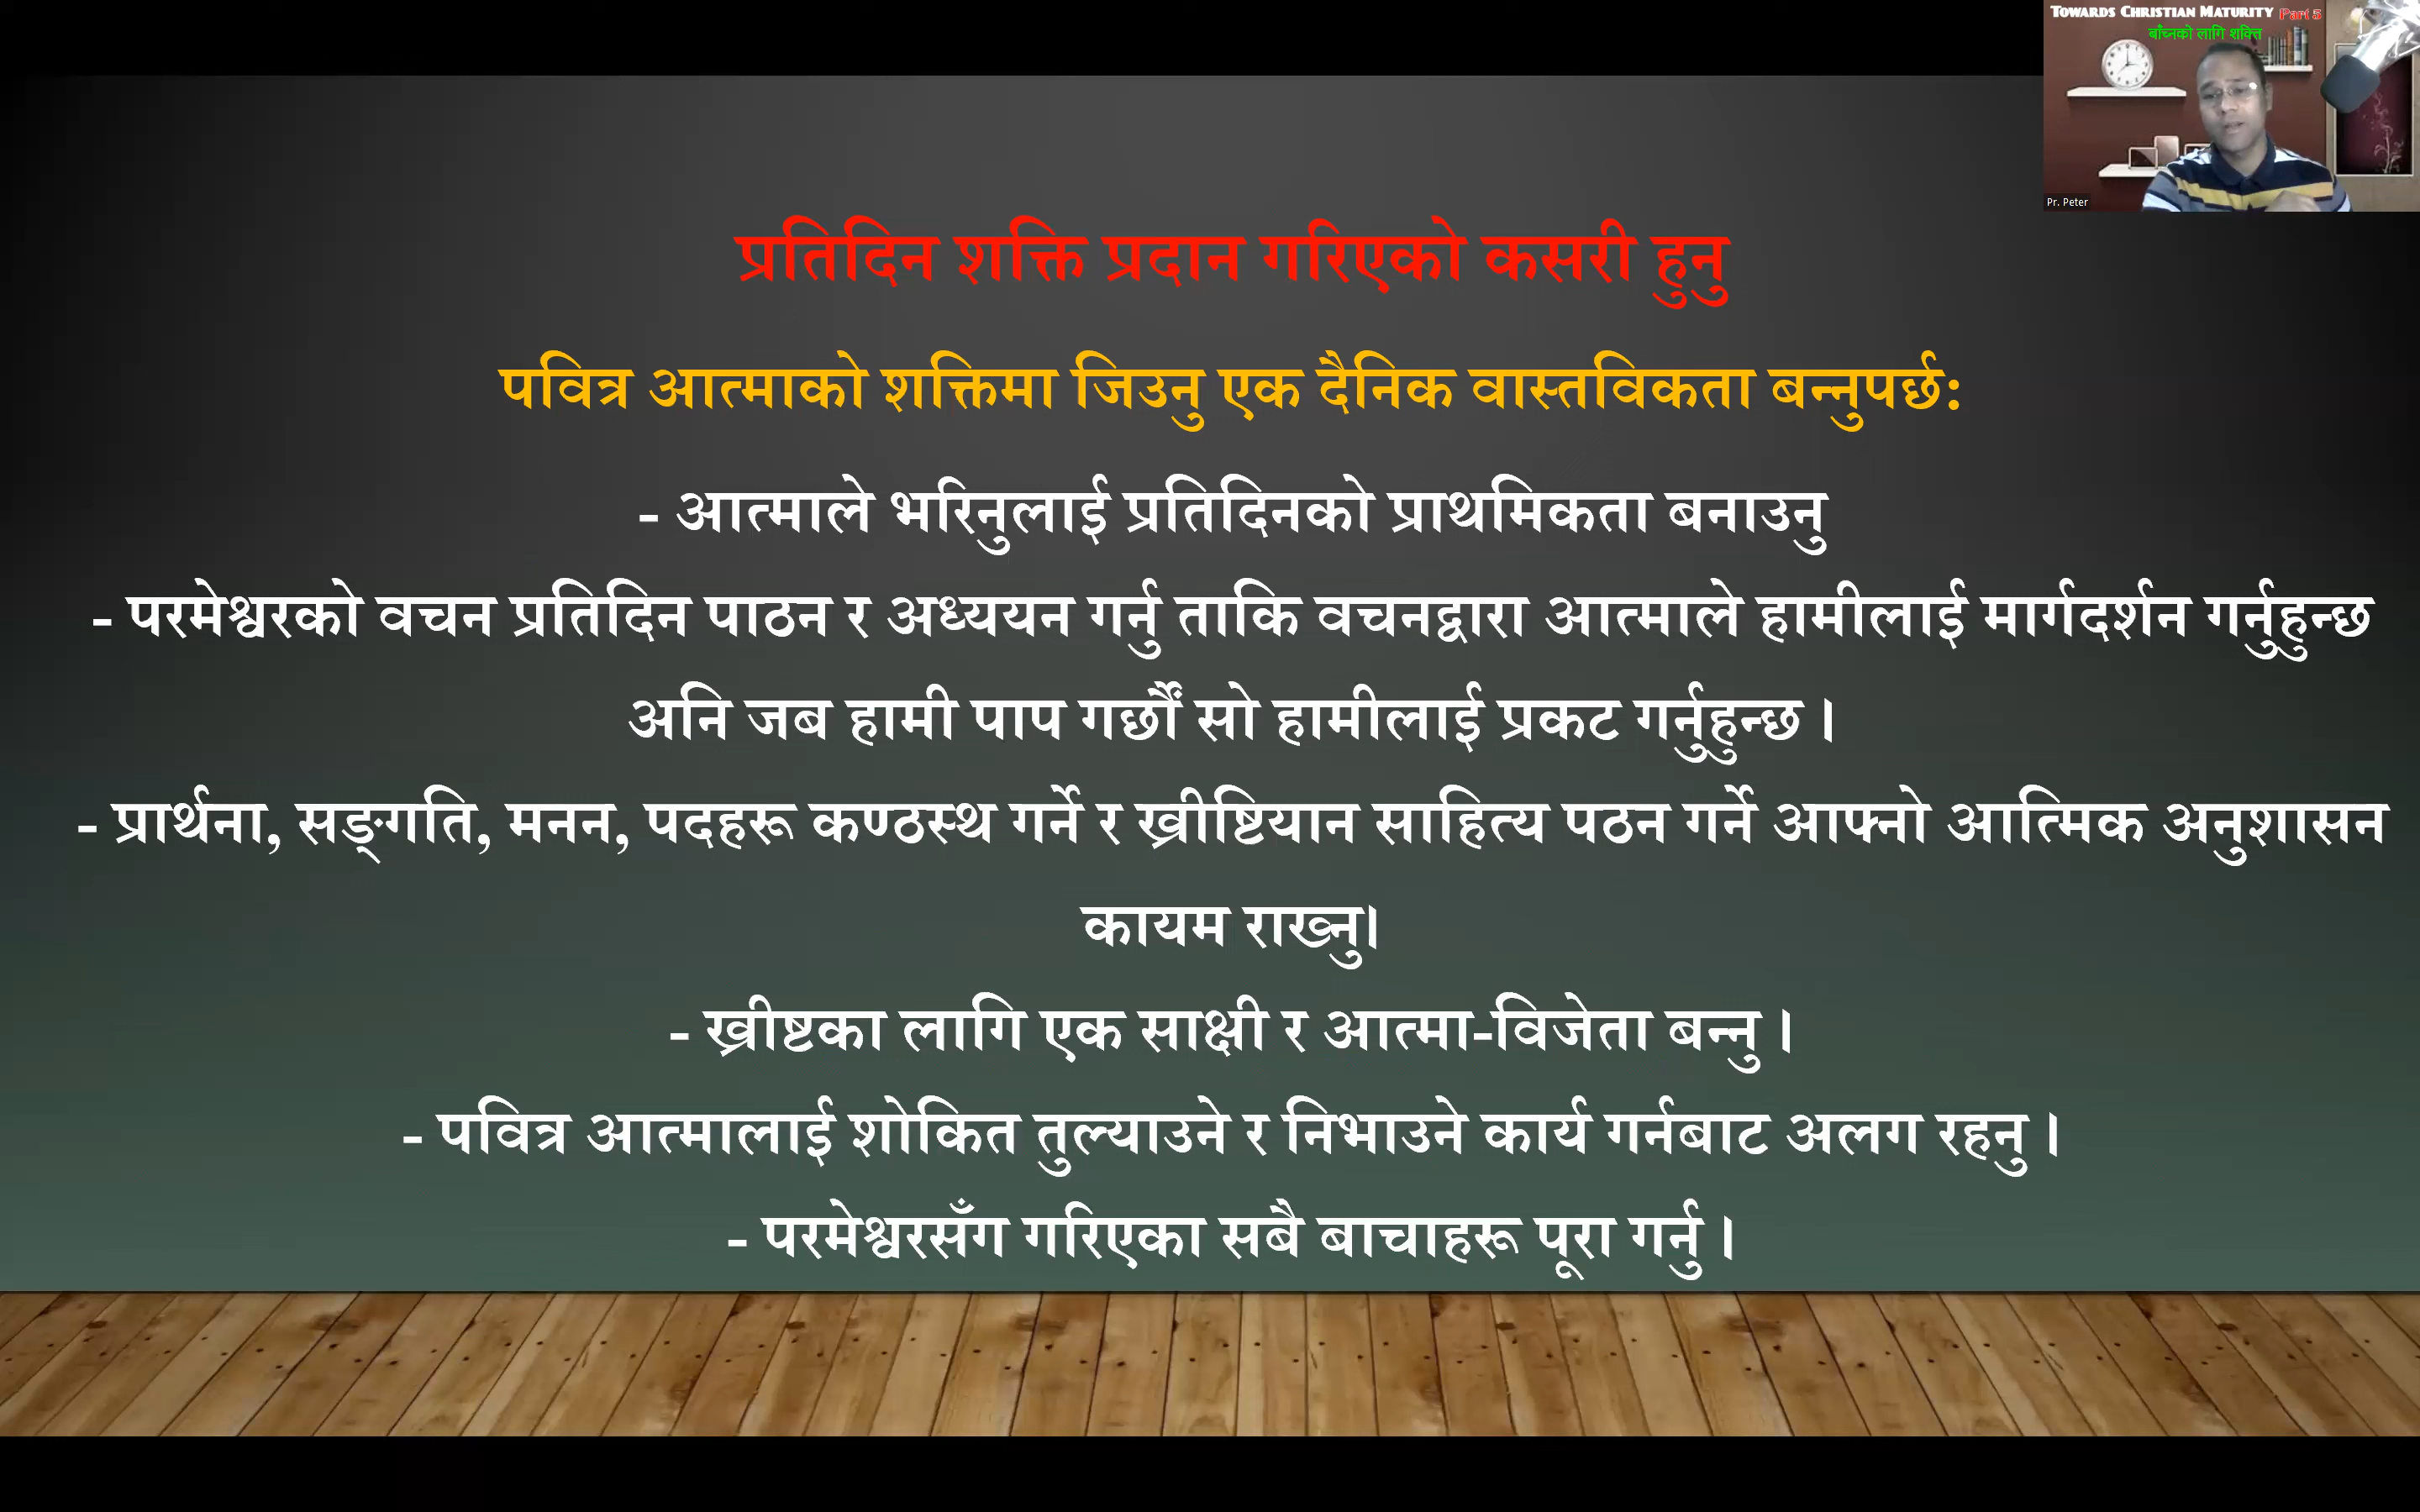 TOWARDS CHRISTIAN MATURITY Part 5
बाँच्नको लागि शक्ति
Pr. Peter
प्रतिदिन शक्ति प्रदान गरिएको कसरी हुनु
पवित्र आत्माको शक्तिमा जिउनु एक दैनिक वास्तविकता बन्नुपर्छ:
- आत्माले भरिनुलाई प्रतिदिनको प्राथमिकता बनाउनु
- परमेश्वरको वचन प्रतिदिन पाठन र अध्ययन गर्नु ताकि वचनद्वारा आत्माले हामीलाई मार्गदर्शन गर्नुहुन्छ
अनि जब हामी पाप गर्छौं सो हामीलाई प्रकट गर्नुहुन्छ ।
- प्रार्थना, सङ्गति, मनन, पदहरू कण्ठस्थ गर्ने र ख्रीष्टियान साहित्य पठन गर्ने आफ्नो आत्मिक अनुशासन
कायम राख्नु।
- ख्रीष्टका लागि एक साक्षी र आत्मा-विजेता बन्नु ।
- पवित्र आत्मालाई शोकित तुल्याउने र निभाउने कार्य गर्नबाट अलग रहनु ।
- परमेश्वरसँग गरिएका सबै बाचाहरू पूरा गर्नु ।